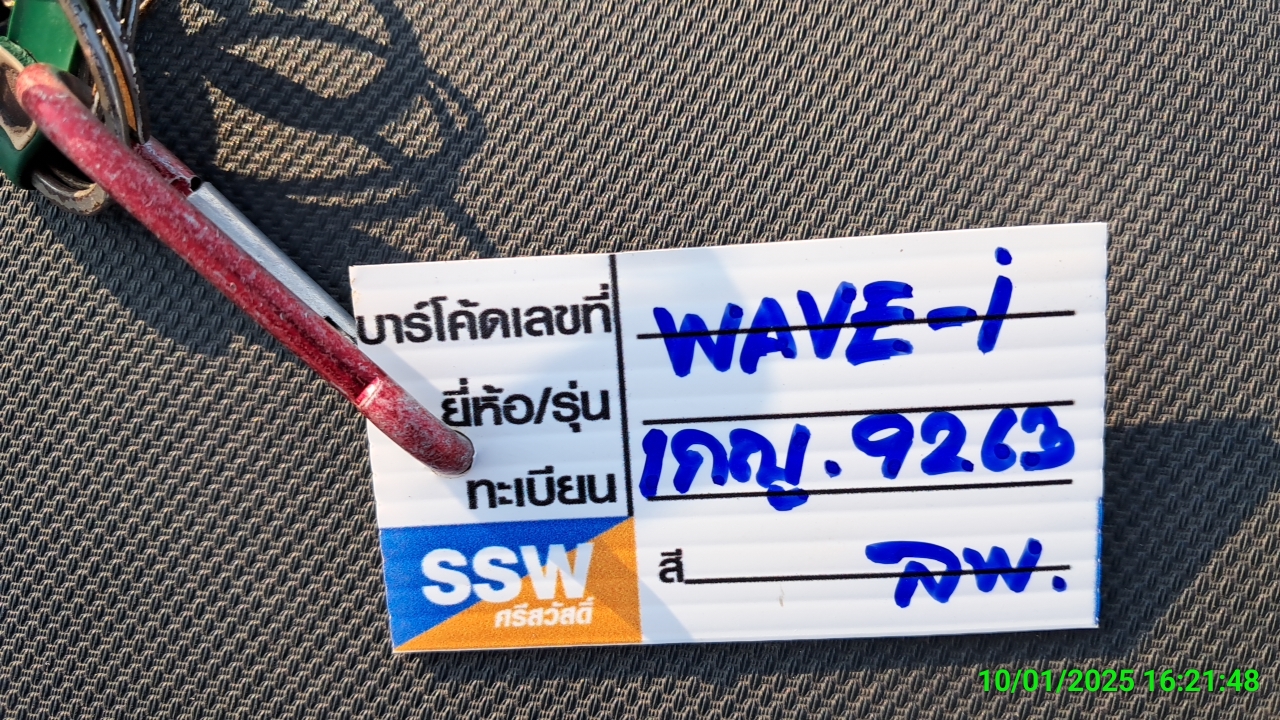 บาร์โค้ดเลขที่ WAVE-i
ยี่ห้อ/รุ่น
ทะเบียน 1กญ.9263
SSW
ศรีสวัสดิ์
สี ลพ.
10/01/2025 16:21:48